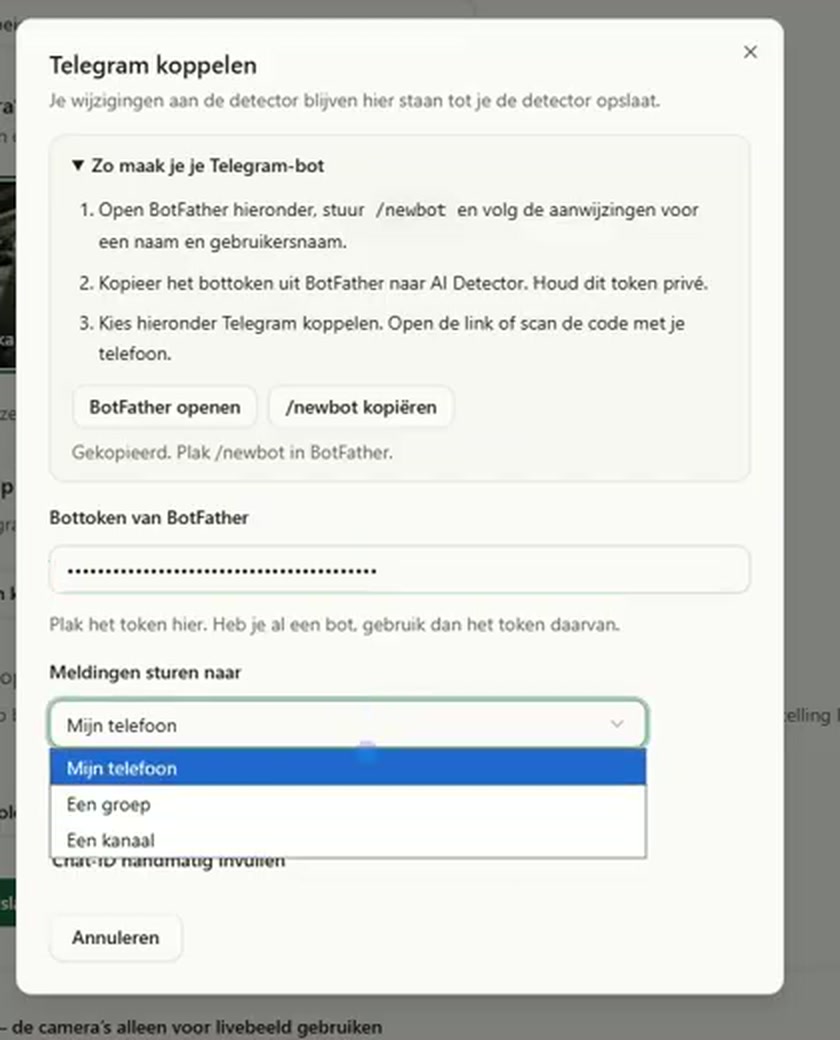 Telegram koppelen
Je wijzigingen aan de detector blijven hier staan tot je de detector opslaat.
▼ Zo maak je je Telegram-bot
1. Open BotFather hieronder, stuur /newbot en volg de aanwijzingen voor
een naam en gebruikersnaam.
2. Kopieer het bottoken uit BotFather naar AI Detector. Houd dit token privé.
3. Kies hieronder Telegram koppelen. Open de link of scan de code met je
telefoon.
BotFather openen
/newbot kopiëren
Gekopieerd. Plak /newbot in BotFather.
Bottoken van BotFather
Plak het token hier. Heb je al een bot, gebruik dan het token daarvan.
Meldingen sturen naar
Mijn telefoon
Mijn telefoon
Een groep
Een kanaal
Chat-ID handmatig invullen
Annuleren
– de camera's alleen voor livebeeld gebruiken